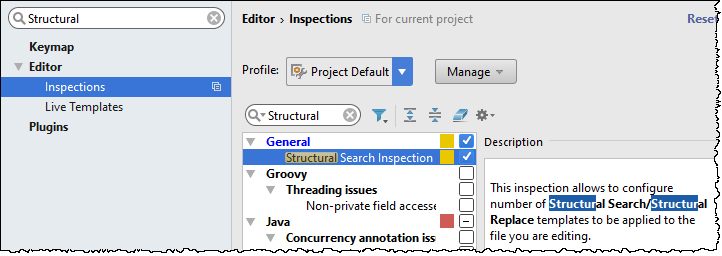 Structural
Keymap
Editor
Inspections
Live Templates
Plugins
Editor › Inspections For current project
Reset
Profile: Project Default Manage
Structural
General
Structural Search Inspection
Groovy
Threading issues
Non-private field accesse
Java
Concurrency annotation iss
Description
This inspection allows to configure
number of Structural Search/Structural
Replace templates to be applied to the
file you are editing.